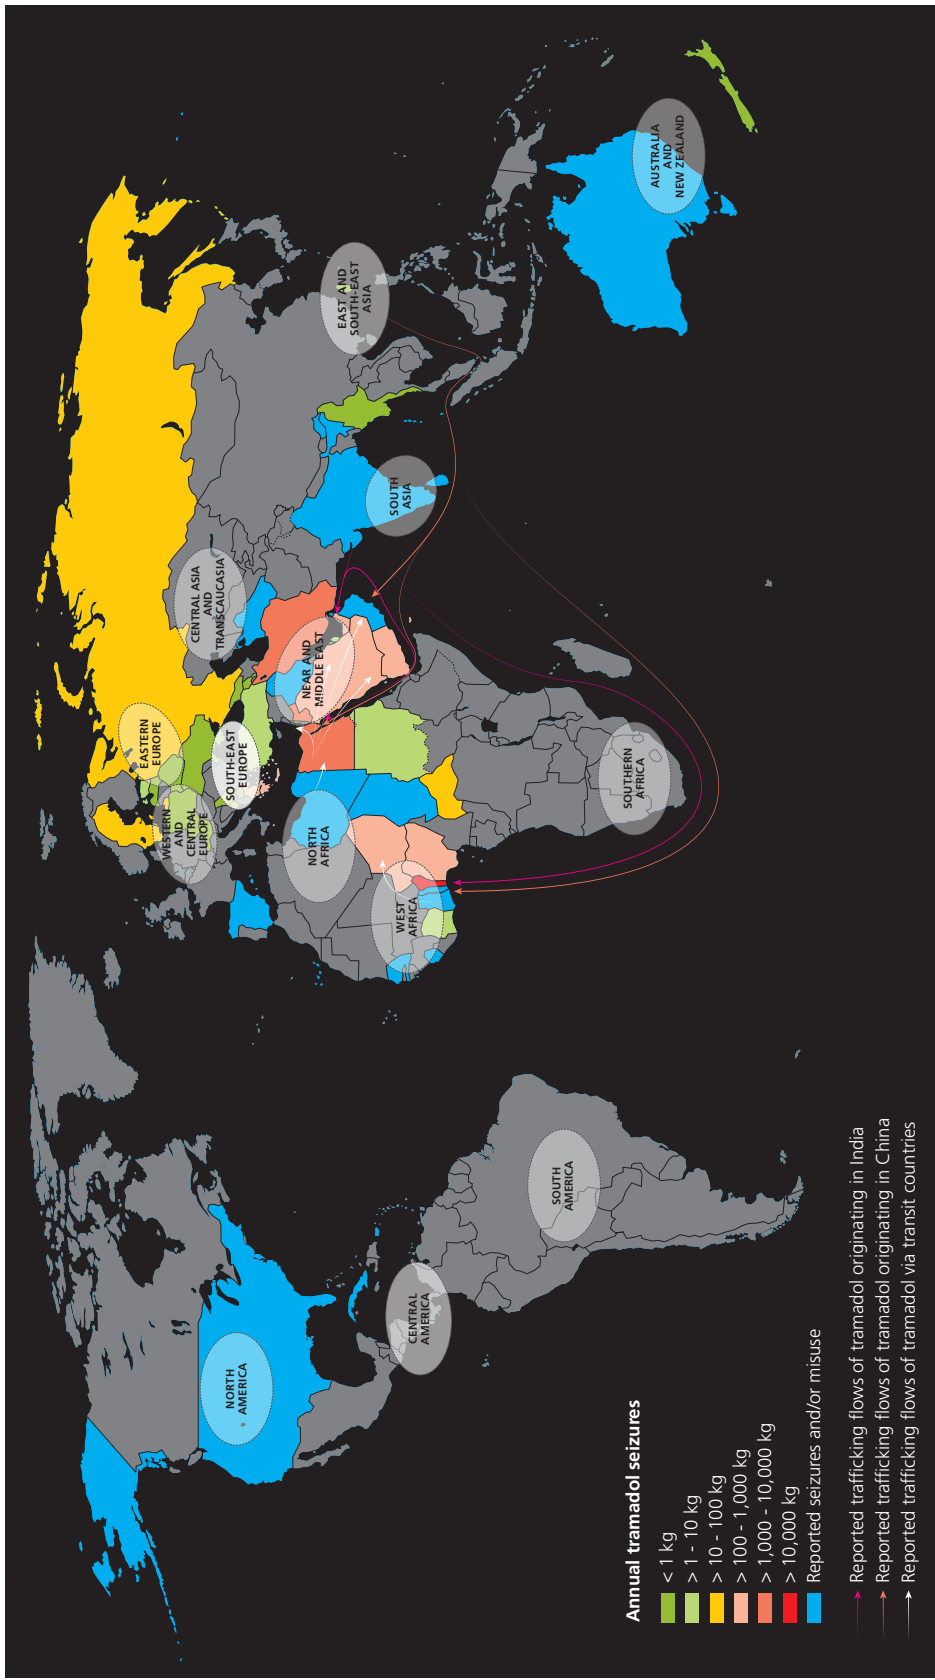 NORTH
AMERICA
CENTRAL
AMERICA
SOUTH
AMERICA
WESTERN
AND
CENTRAL
EUROPE
EASTERN
EUROPE
SOUTH-EAST
EUROPE
CENTRAL ASIA
AND
TRANSCAUCASIA
NORTH
AFRICA
WEST
AFRICA
NEAR AND
MIDDLE EAST
SOUTH
ASIA
EAST AND
SOUTH-EAST
ASIA
SOUTHERN
AFRICA
AUSTRALIA
AND
NEW ZEALAND
Annual tramadol seizures
< 1 kg
> 1 - 10 kg
> 10 - 100 kg
> 100 - 1,000 kg
> 1,000 - 10,000 kg
> 10,000 kg
Reported seizures and/or misuse
Reported trafficking flows of tramadol originating in India
Reported trafficking flows of tramadol originating in China
Reported trafficking flows of tramadol via transit countries